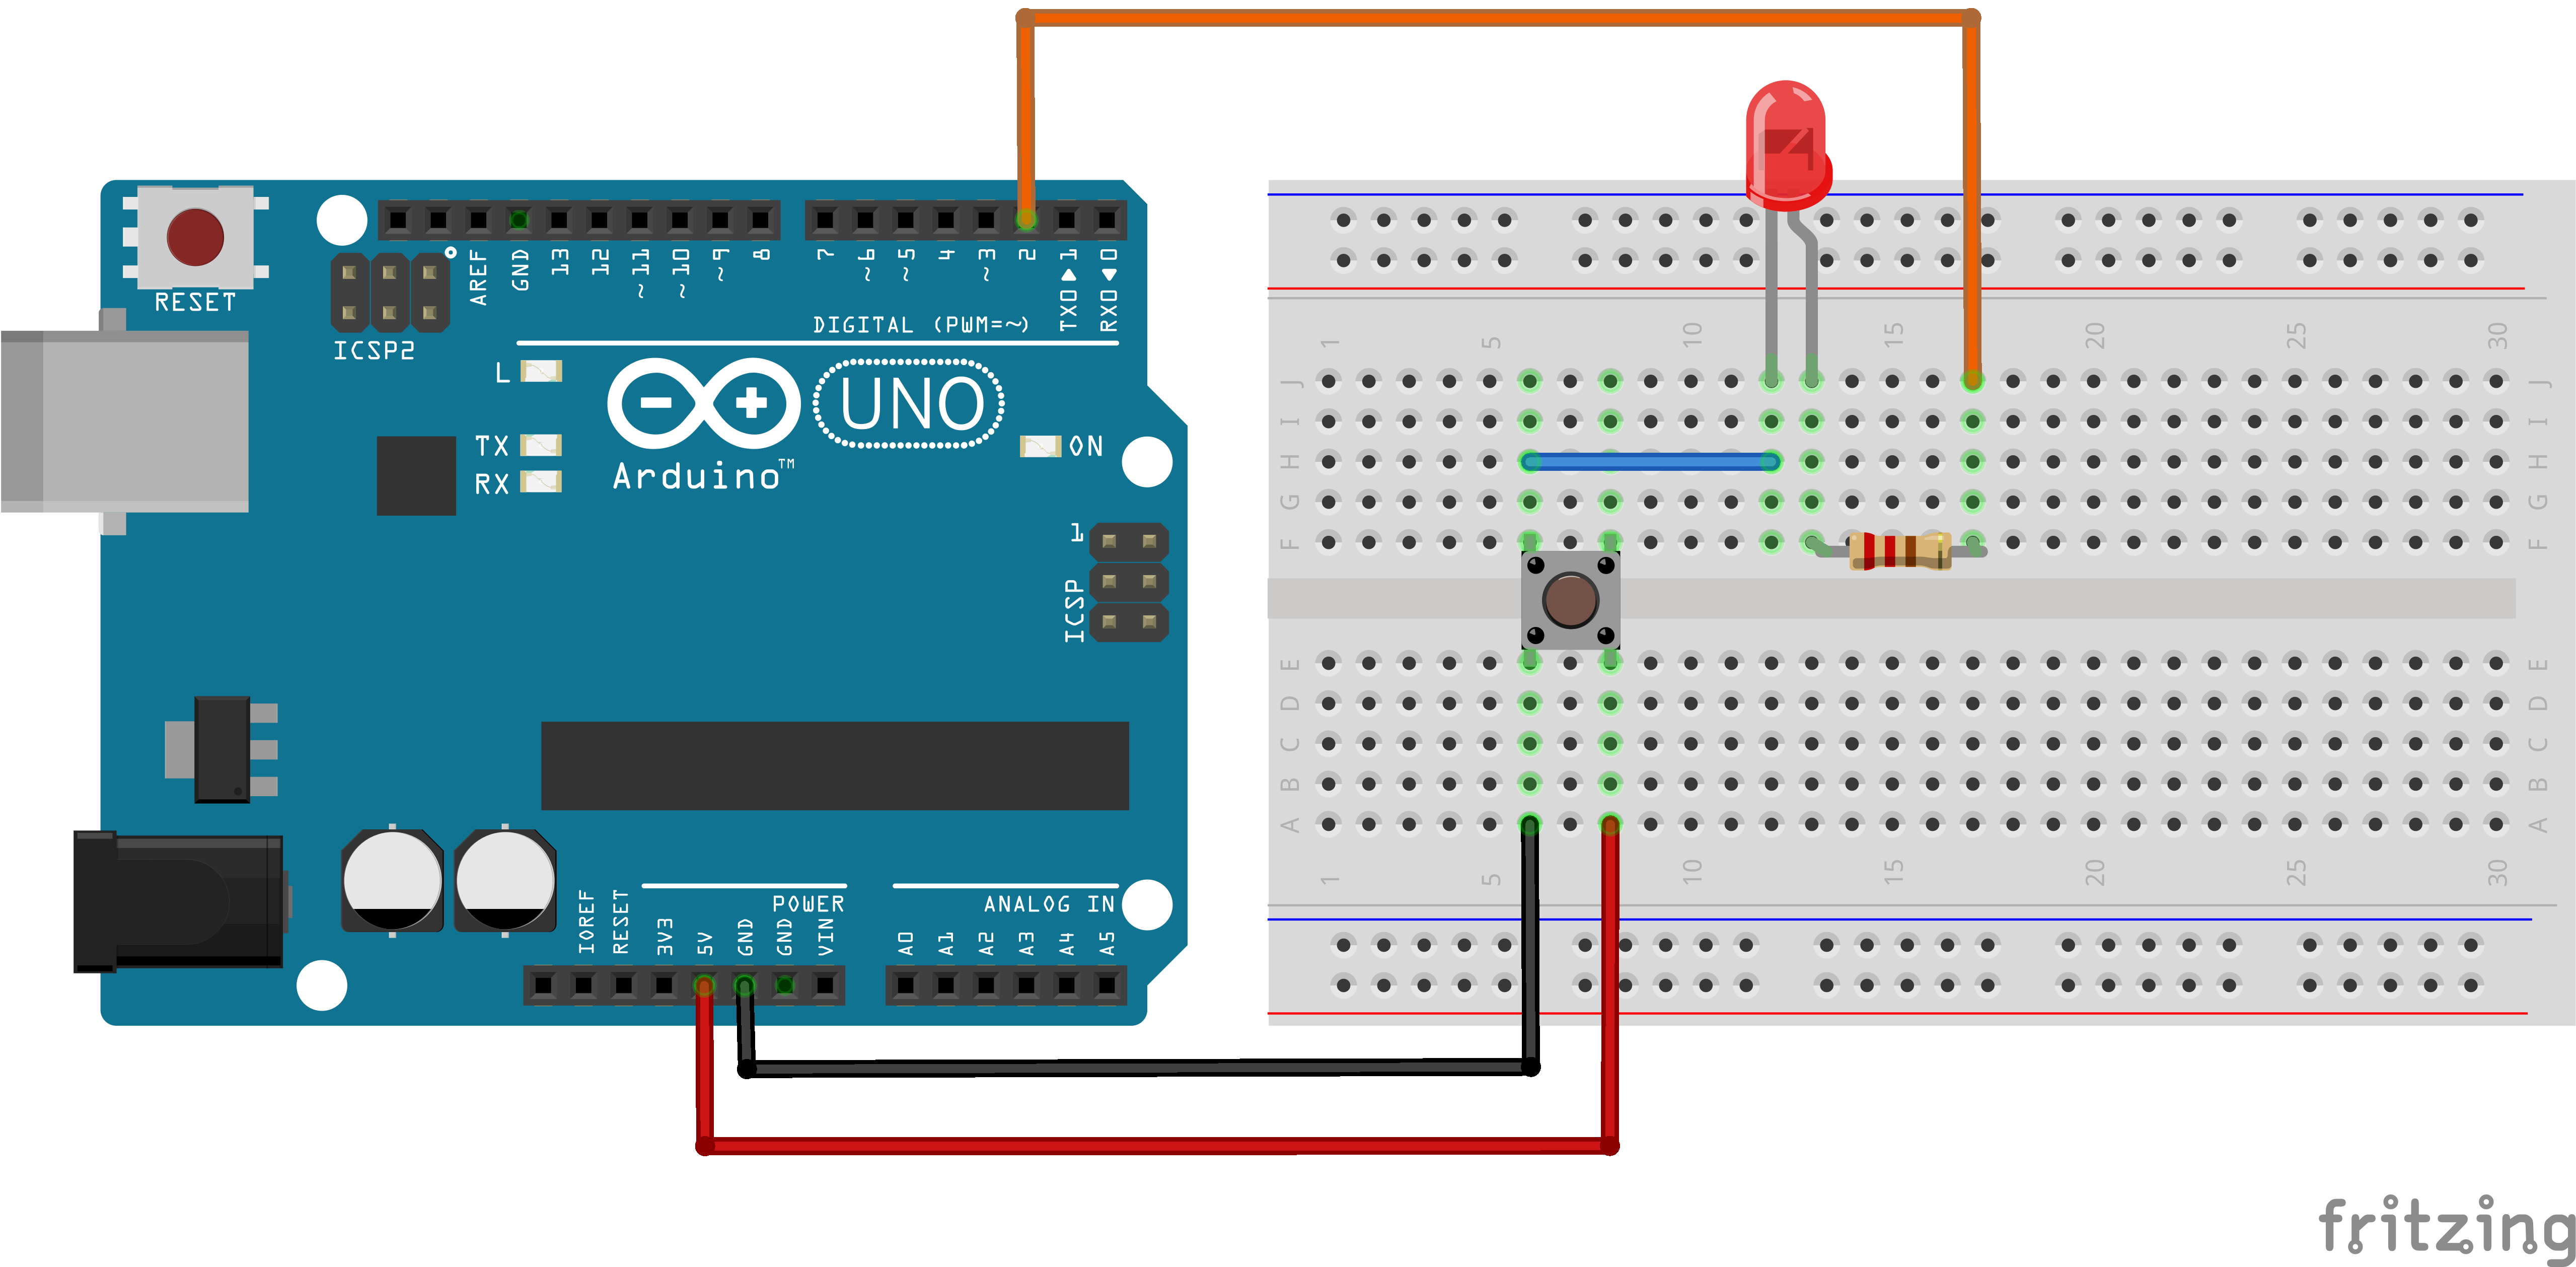 RESET
ICSP2
AREF
GND
13
12
~11
~10
~9
8
7
~6
~5
4
~3
2
TX0▶1
RX0◀0
DIGITAL (PWM=~)
L
TX
RX
UNO
Arduino™
ON
1
ICSP
POWER
ANALOG IN
IOREF
RESET
3V3
5V
GND
GND
VIN
A0
A1
A2
A3
A4
A5
1 5 10 15 20 25 30
J J
I I
H H
G G
F F
E E
D D
C C
B B
A A
1 5 10 15 20 25 30
fritzing